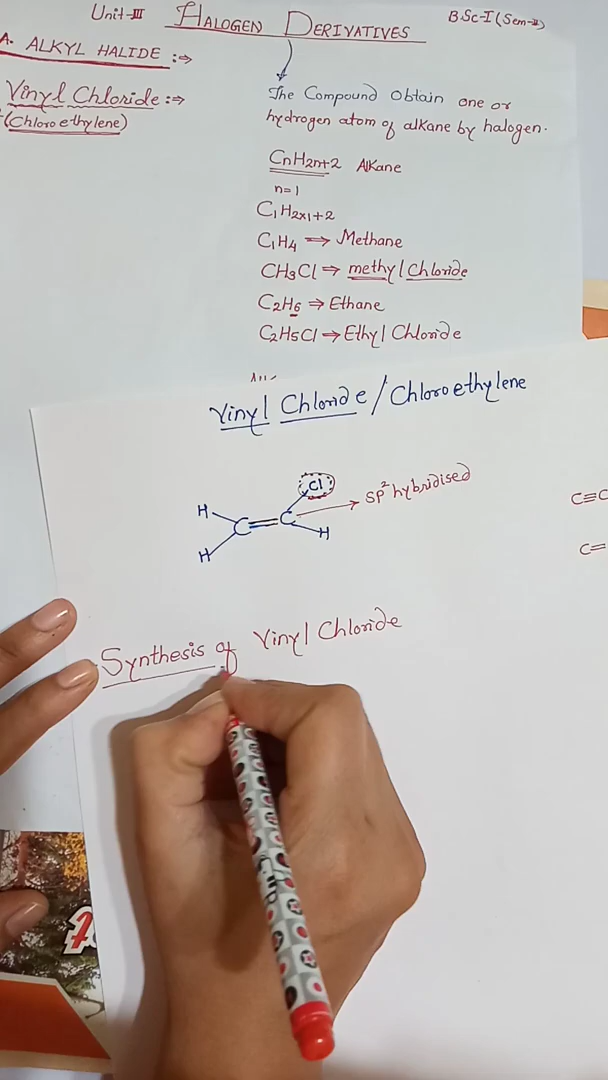 Unit-III HALOGEN DERIVATIVES B.Sc-I (Sem-II)
A. ALKYL HALIDE :⇒
Vinyl Chloride :⇒
(Chloroethylene)
The Compound Obtain one or
hydrogen atom of alkane by halogen.
CnH2n+2 Alkane
n=1
C1H2x1+2
C1H4 ⇒ Methane
CH3Cl ⇒ methyl Chloride
C2H6 ⇒ Ethane
C2H5Cl → Ethyl Chloride
Vinyl Chloride / Chloroethylene
Cl
H C = C → SP² hybridised
H H
C≡C
C=
Synthesis of Vinyl Chloride